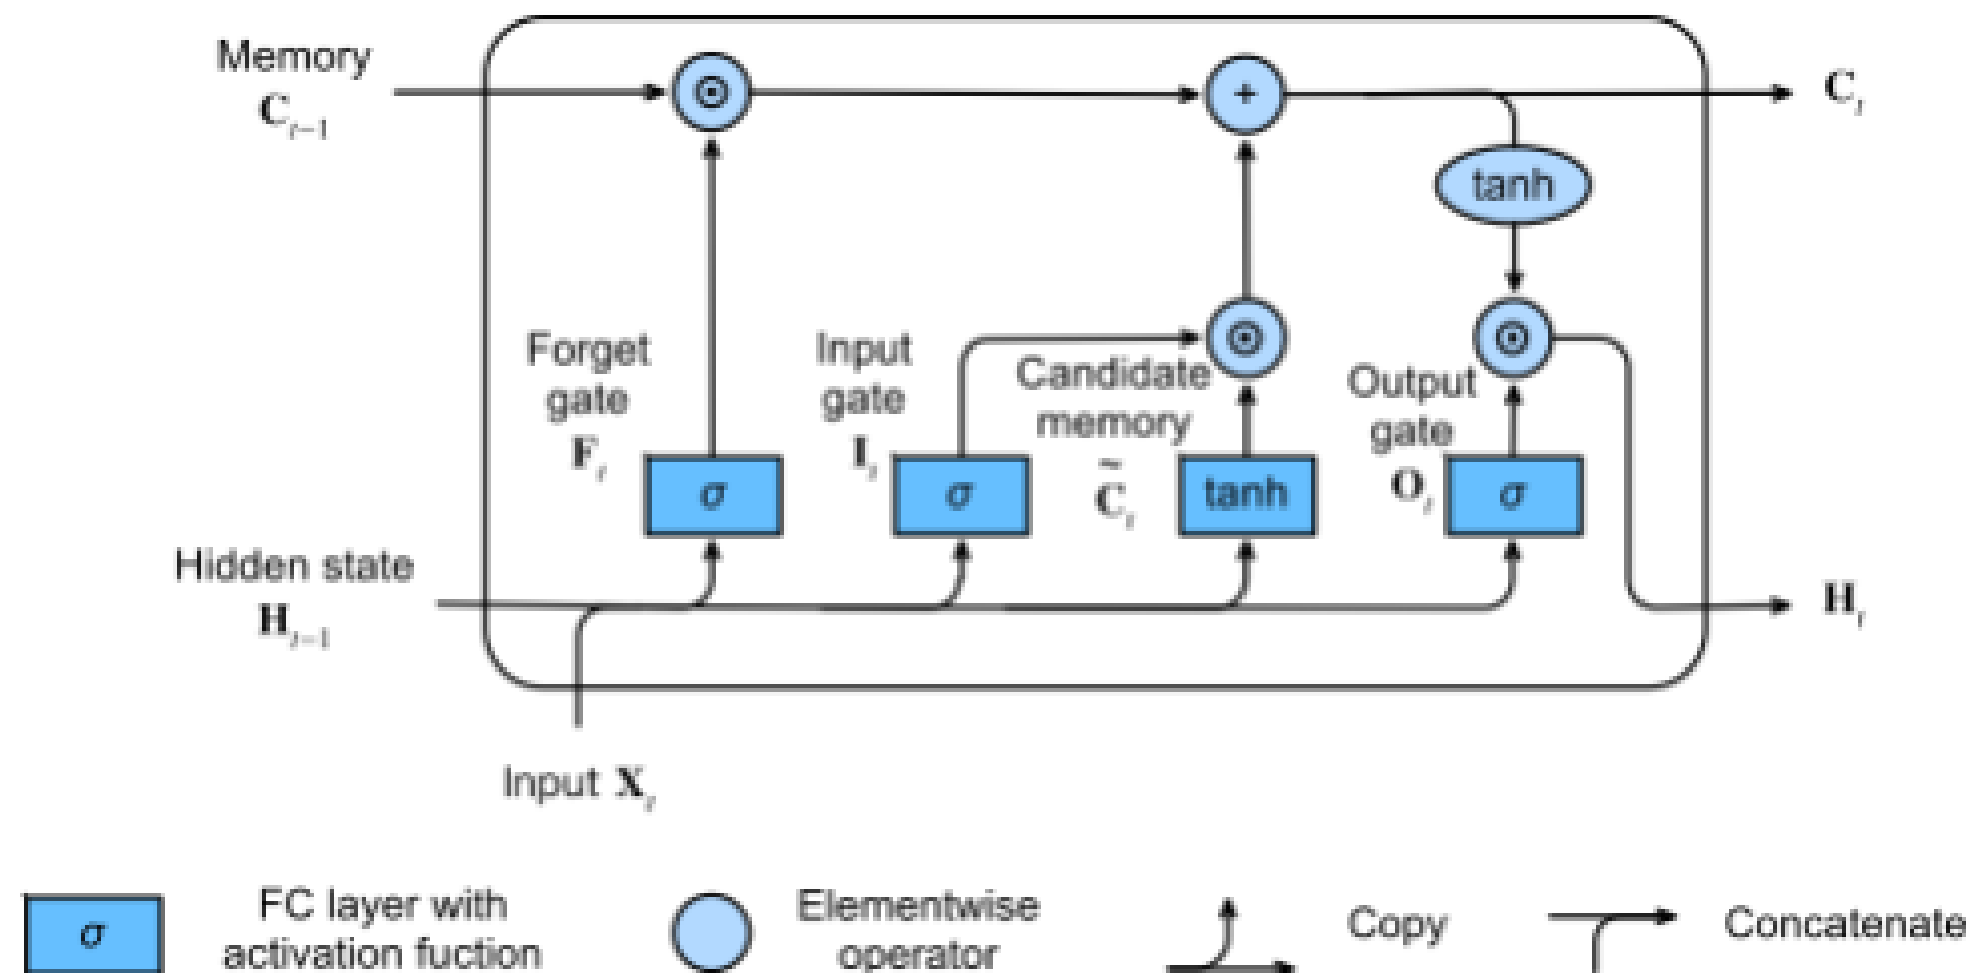 Memory
C_{t-1}
⊙
+
C_t
tanh
⊙
⊙
Forget
gate
F_t
Input
gate
I_t
Candidate
memory
C̃_t
Output
gate
O_t
σ
σ
tanh
σ
Hidden state
H_{t-1}
H_t
Input X_t
σ
FC layer with
activation fuction
Elementwise
operator
Copy
Concatenate